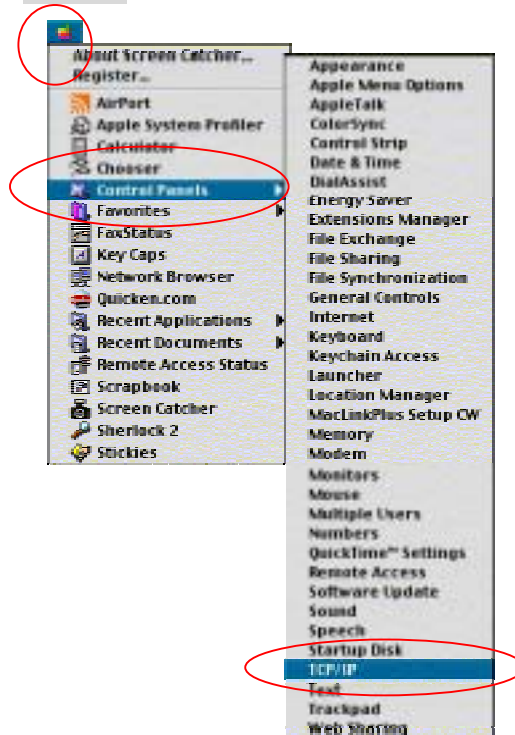 About Screen Catcher...
Register...
AirPort
Apple System Profiler
Calculator
Chooser
Control Panels
Favorites
FaxStatus
Key Caps
Network Browser
Quicken.com
Recent Applications
Recent Documents
Remote Access Status
Scrapbook
Screen Catcher
Sherlock 2
Stickies
Appearance
Apple Menu Options
AppleTalk
ColorSync
Control Strip
Date & Time
DialAssist
Energy Saver
Extensions Manager
File Exchange
File Sharing
File Synchronization
General Controls
Internet
Keyboard
Keychain Access
Launcher
Location Manager
MacLinkPlus Setup CW
Memory
Modem
Monitors
Mouse
Multiple Users
Numbers
QuickTime™ Settings
Remote Access
Software Update
Sound
Speech
Startup Disk
TCP/IP
Text
Trackpad
Web Sharing